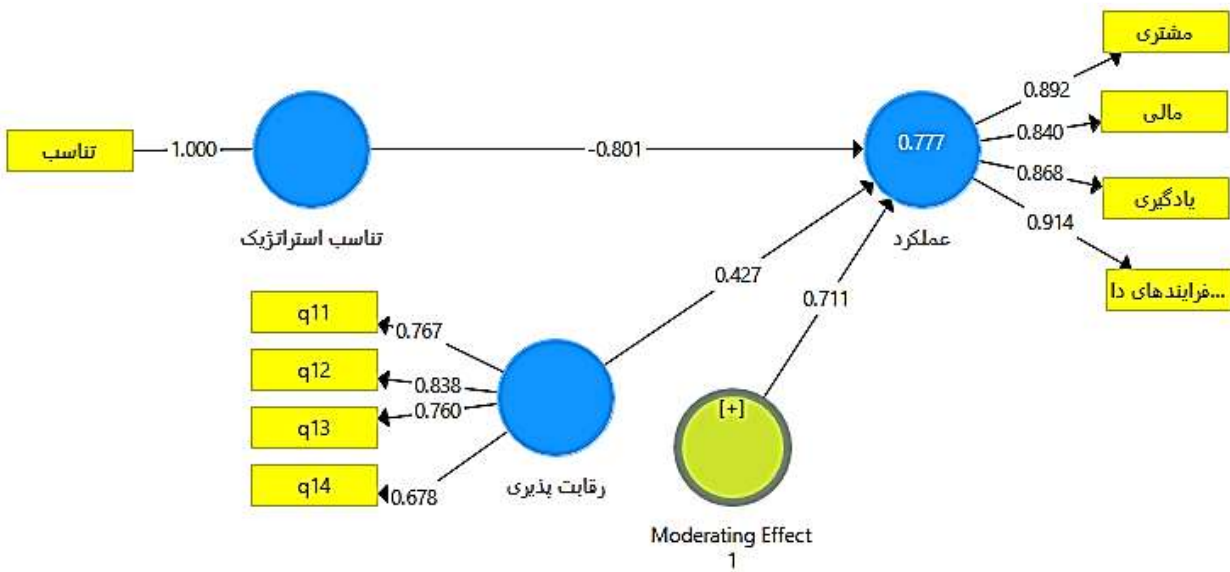 مشتری
0.892
مالی
0.840
0.777
0.868
یادگیری
0.914
فرایندهای دا...
عملکرد
تناسب
1.000
-0.801
تناسب استراتژیک
0.427
0.711
q11
0.767
q12
0.838
q13
0.760
q14
0.678
رقابت پذیری
[+]
Moderating Effect
1